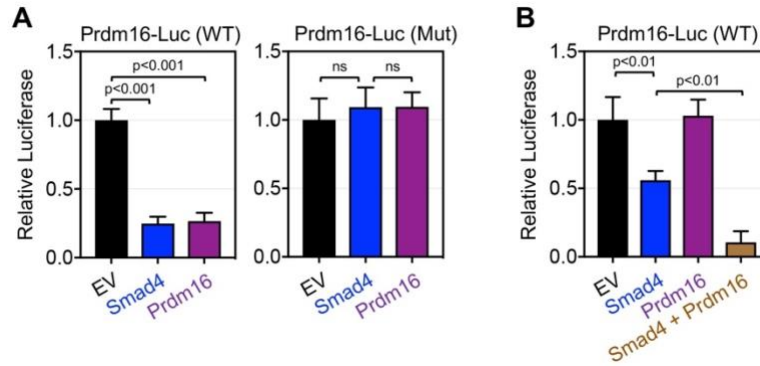 A
Prdm16-Luc (WT)
Relative Luciferase
1.5
1.0
0.5
0.0
p<0.001
p<0.001
EV
Smad4
Prdm16
Prdm16-Luc (Mut)
1.5
1.0
0.5
0.0
ns
ns
EV
Smad4
Prdm16
B
Prdm16-Luc (WT)
Relative Luciferase
1.5
1.0
0.5
0.0
p<0.01
p<0.01
EV
Smad4
Prdm16
Smad4 + Prdm16